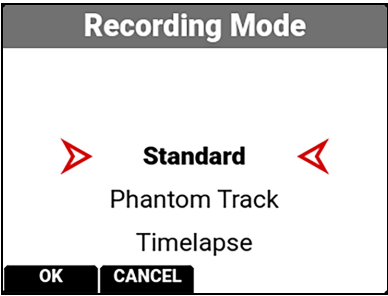 Recording Mode
Standard
Phantom Track
Timelapse
OK CANCEL